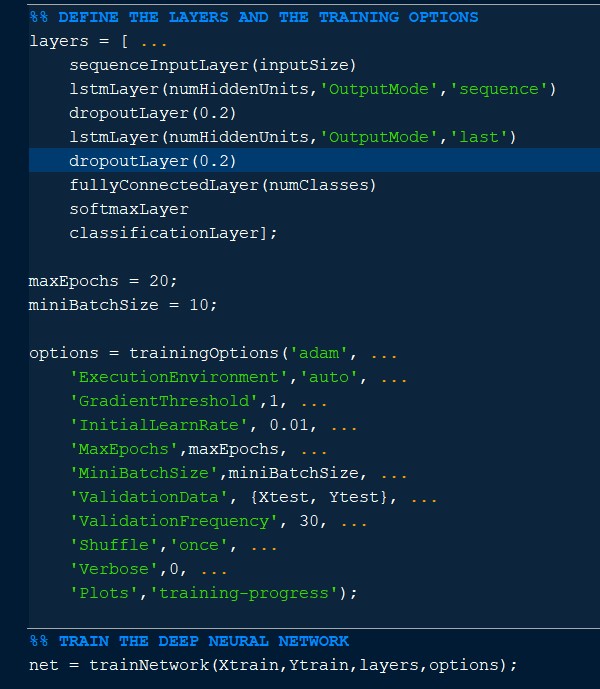 %% DEFINE THE LAYERS AND THE TRAINING OPTIONS
layers = [ ...
    sequenceInputLayer(inputSize)
    lstmLayer(numHiddenUnits,'OutputMode','sequence')
    dropoutLayer(0.2)
    lstmLayer(numHiddenUnits,'OutputMode','last')
    dropoutLayer(0.2)
    fullyConnectedLayer(numClasses)
    softmaxLayer
    classificationLayer];
maxEpochs = 20;
miniBatchSize = 10;
options = trainingOptions('adam', ...
    'ExecutionEnvironment','auto', ...
    'GradientThreshold',1, ...
    'InitialLearnRate', 0.01, ...
    'MaxEpochs',maxEpochs, ...
    'MiniBatchSize',miniBatchSize, ...
    'ValidationData', {Xtest, Ytest}, ...
    'ValidationFrequency', 30, ...
    'Shuffle','once', ...
    'Verbose',0, ...
    'Plots','training-progress');
%% TRAIN THE DEEP NEURAL NETWORK
net = trainNetwork(Xtrain,Ytrain,layers,options);